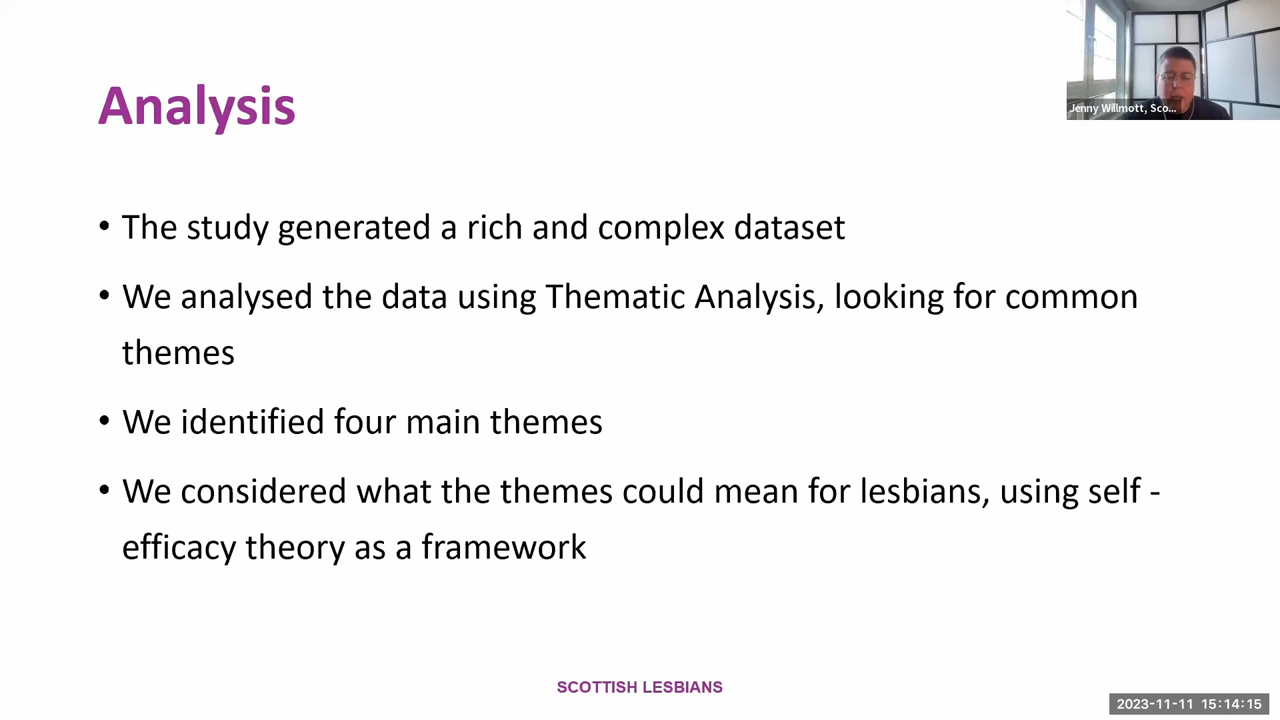 Analysis
Jenny Willmott, Sco...
• The study generated a rich and complex dataset
• We analysed the data using Thematic Analysis, looking for common
themes
• We identified four main themes
• We considered what the themes could mean for lesbians, using self -
efficacy theory as a framework
SCOTTISH LESBIANS
2023-11-11 15:14:15